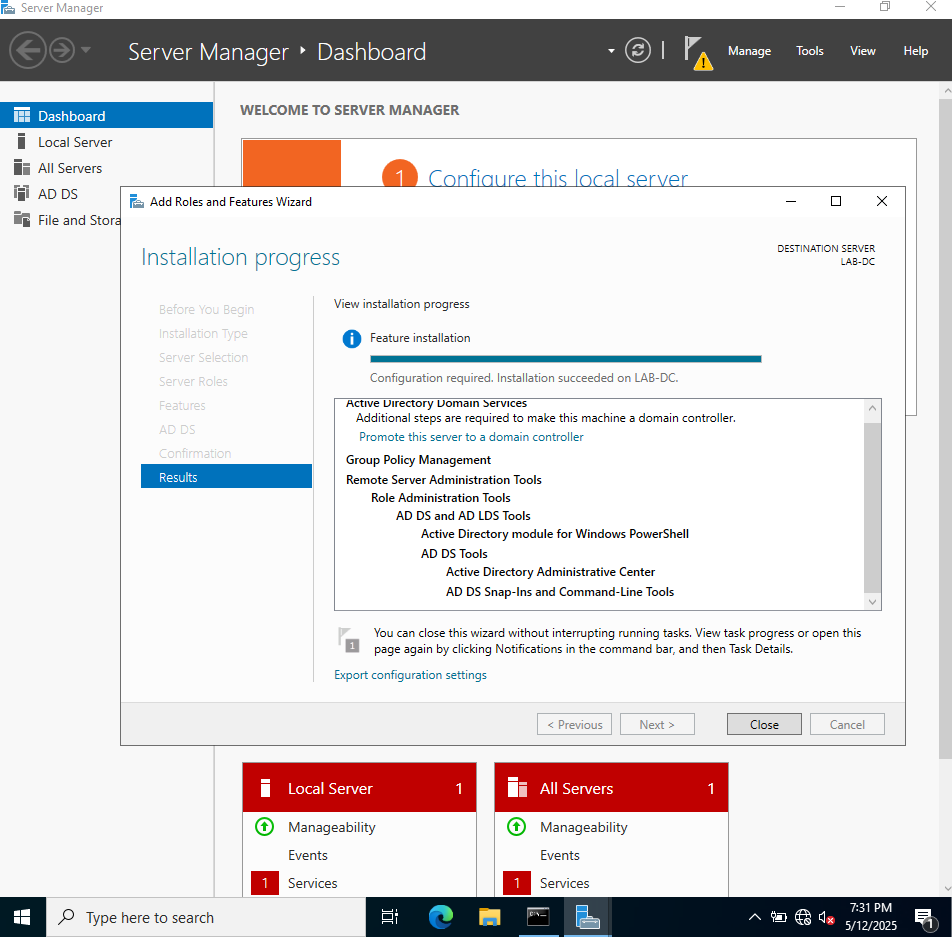 Server Manager
Server Manager ‣ Dashboard
Manage
Tools
View
Help
Dashboard
Local Server
All Servers
AD DS
File and Stora
WELCOME TO SERVER MANAGER
1 Configure this local server
Add Roles and Features Wizard
Installation progress
DESTINATION SERVER
LAB-DC
Before You Begin
Installation Type
Server Selection
Server Roles
Features
AD DS
Confirmation
Results
View installation progress
Feature installation
Configuration required. Installation succeeded on LAB-DC.
Active Directory Domain Services
Additional steps are required to make this machine a domain controller.
Promote this server to a domain controller
Group Policy Management
Remote Server Administration Tools
Role Administration Tools
AD DS and AD LDS Tools
Active Directory module for Windows PowerShell
AD DS Tools
Active Directory Administrative Center
AD DS Snap-Ins and Command-Line Tools
1
You can close this wizard without interrupting running tasks. View task progress or open this
page again by clicking Notifications in the command bar, and then Task Details.
Export configuration settings
< Previous
Next >
Close
Cancel
Local Server 1
Manageability
Events
1 Services
All Servers 1
Manageability
Events
1 Services
Type here to search
7:31 PM
5/12/2025
1